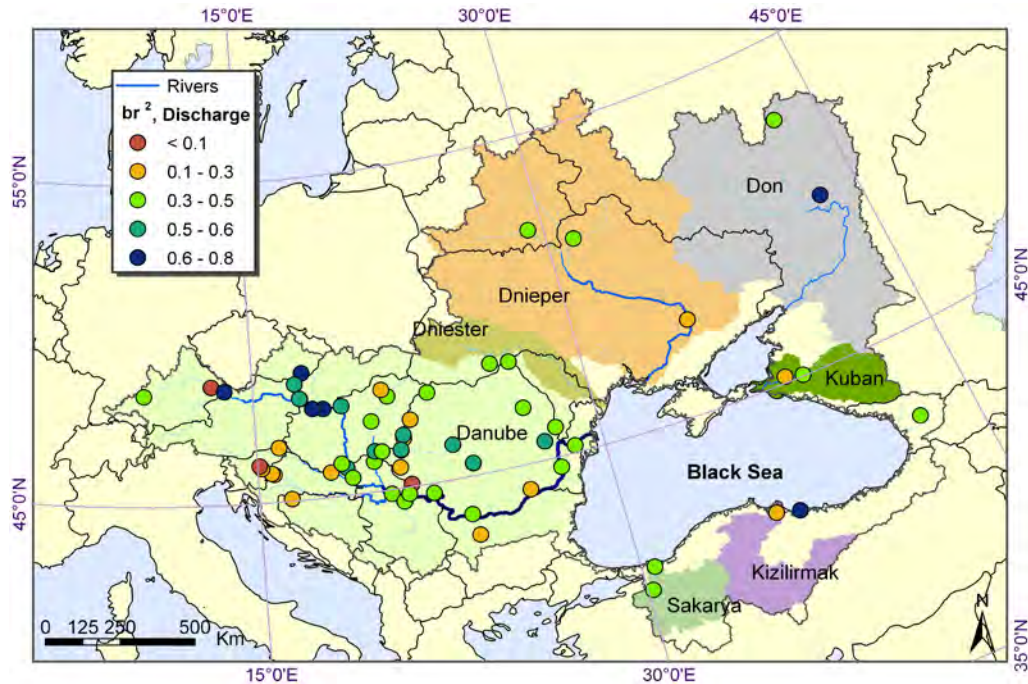 15°0'E
30°0'E
45°0'E
Rivers
br ², Discharge
< 0.1
0.1 - 0.3
0.3 - 0.5
0.5 - 0.6
0.6 - 0.8
55°0'N
Don
45°0'N
Dnieper
Dniester
Kuban
Danube
Black Sea
45°0'N
Kizilirmak
Sakarya
N
0 125 250 500
Km
15°0'E
30°0'E
35°0'N